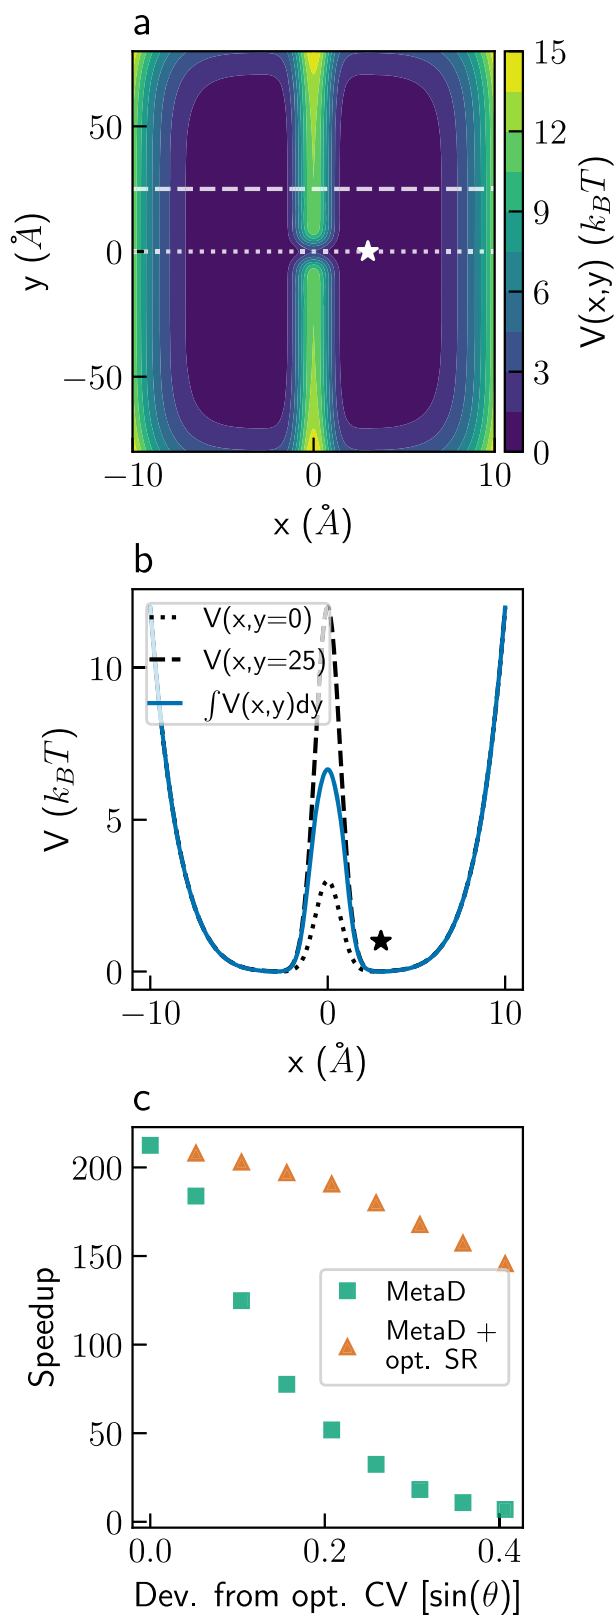 a
50
0
−50
y (Å)
−10
0
10
x (Å)
15
12
9
6
3
0
V(x,y) (k_BT)
b
V(x,y=0)
V(x,y=25)
∫V(x,y)dy
10
5
0
V (k_BT)
−10
0
10
x (Å)
c
200
150
100
50
0
Speedup
MetaD
MetaD +
opt. SR
0.0
0.2
0.4
Dev. from opt. CV [sin(θ)]